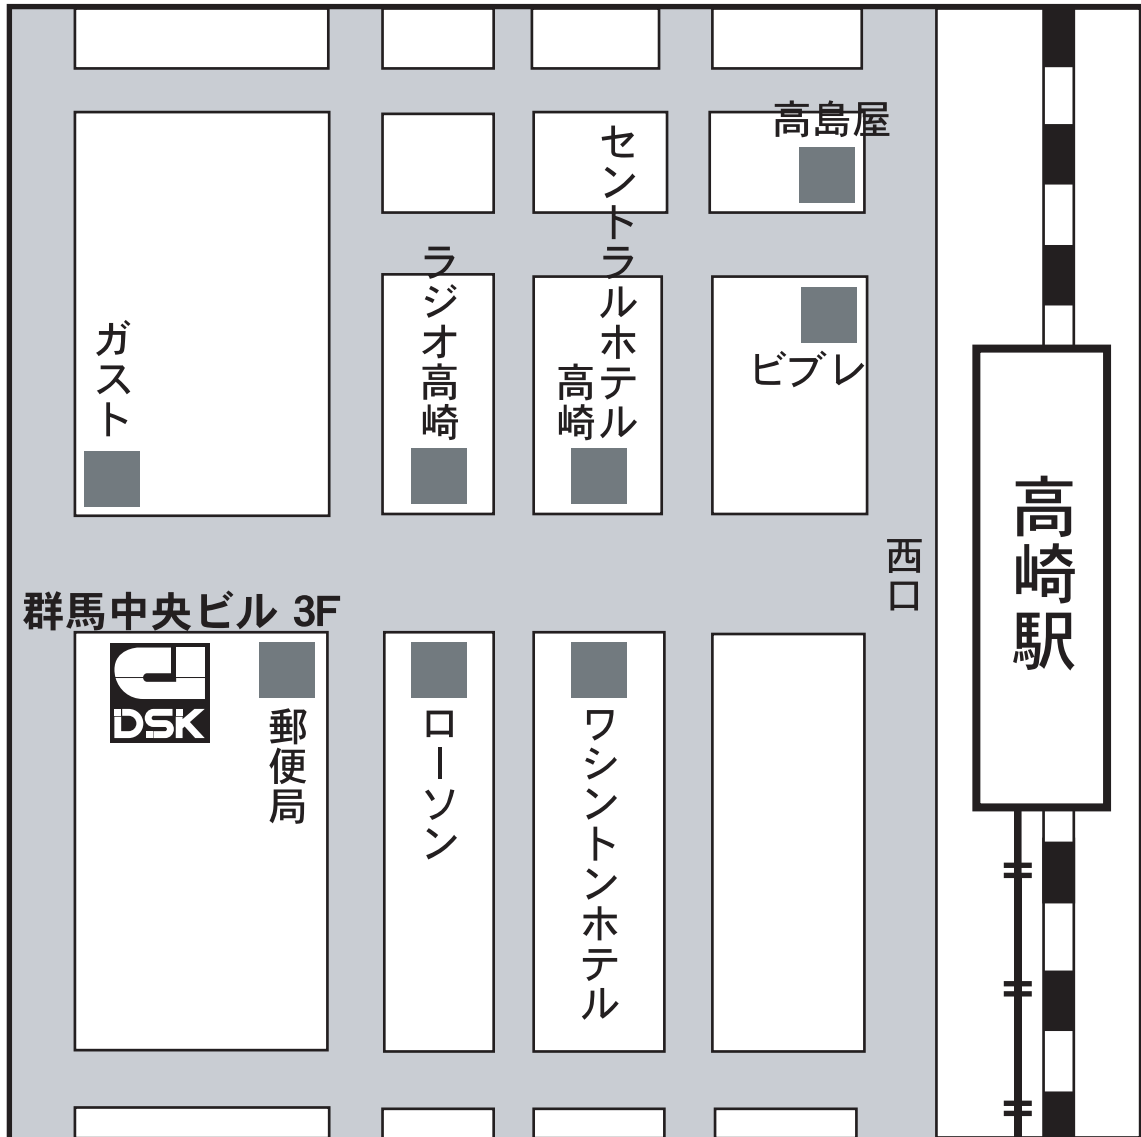 高島屋
セントラルホテル
高崎
ラジオ高崎
ガスト
ビブレ
西口
高崎駅
群馬中央ビル 3F
DSK
郵便局
ローソン
ワシントンホテル